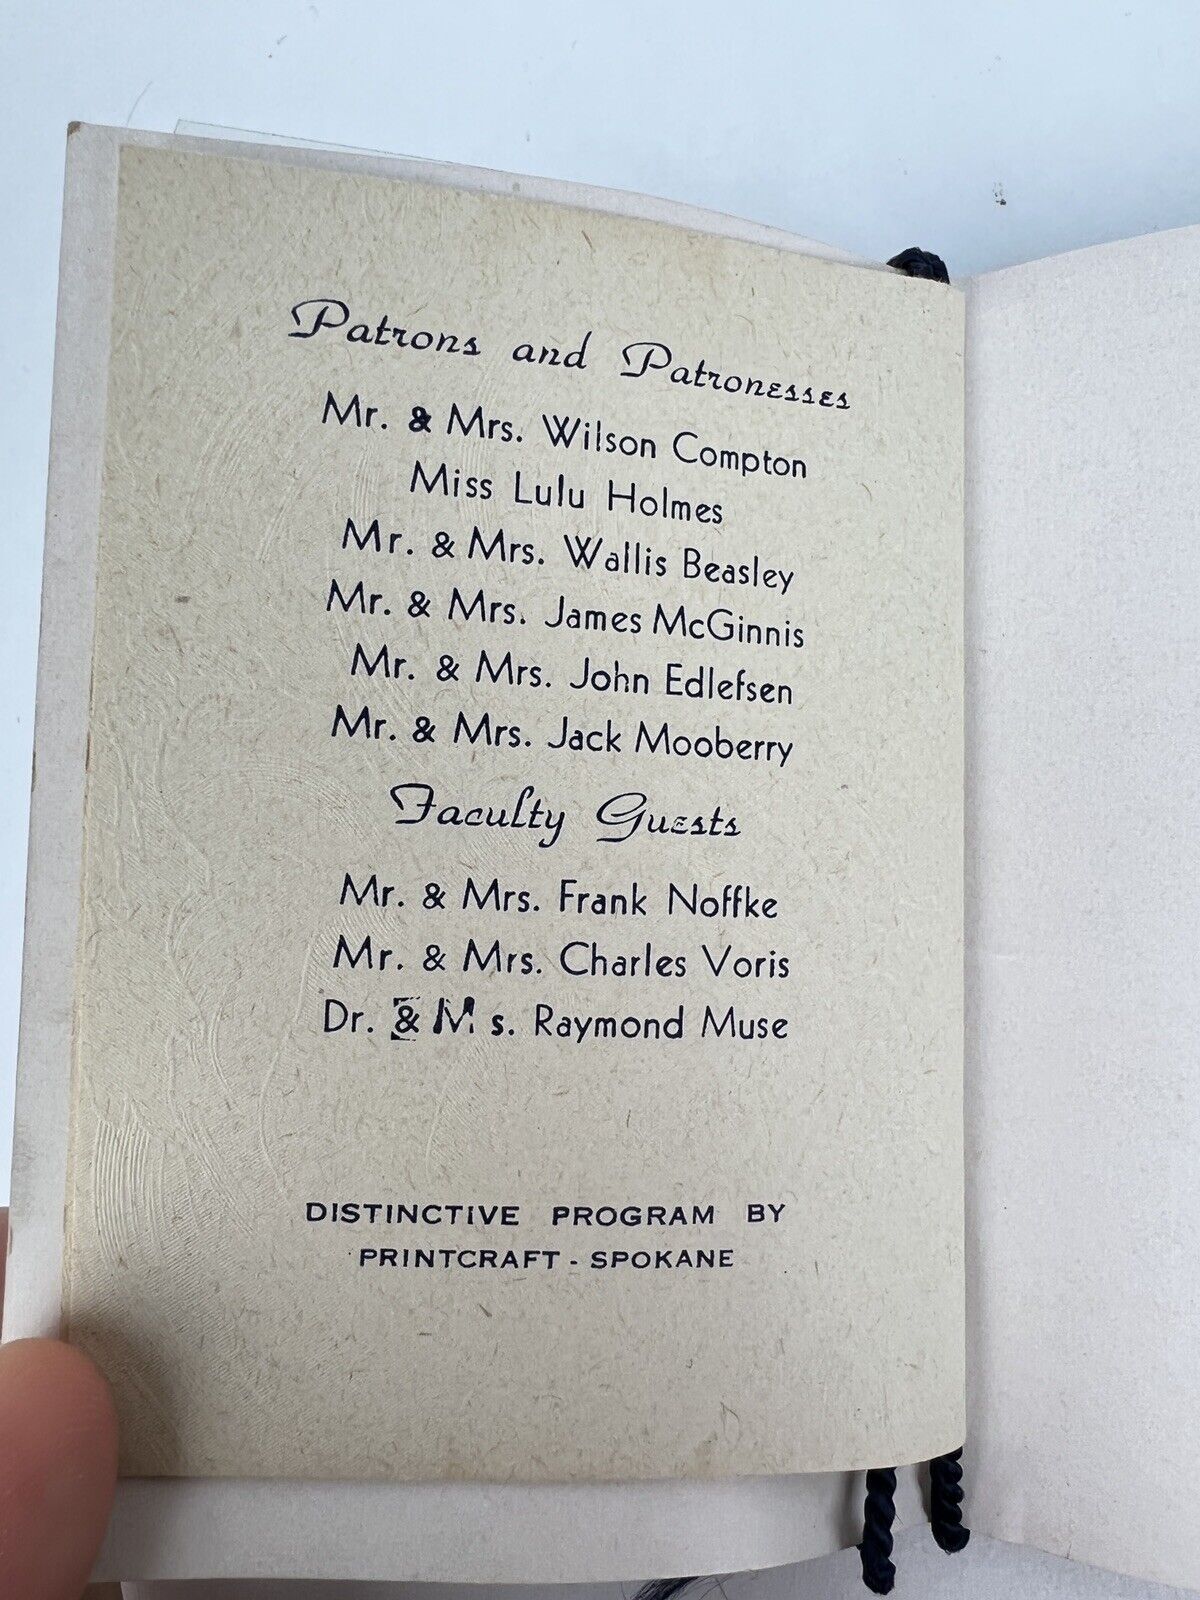 Patrons and Patronesses
Mr. & Mrs. Wilson Compton
Miss Lulu Holmes
Mr. & Mrs. Wallis Beasley
Mr. & Mrs. James McGinnis
Mr. & Mrs. John Edlefsen
Mr. & Mrs. Jack Mooberry
Faculty Guests
Mr. & Mrs. Frank Noffke
Mr. & Mrs. Charles Voris
Dr. & M s. Raymond Muse
DISTINCTIVE PROGRAM BY
PRINTCRAFT - SPOKANE